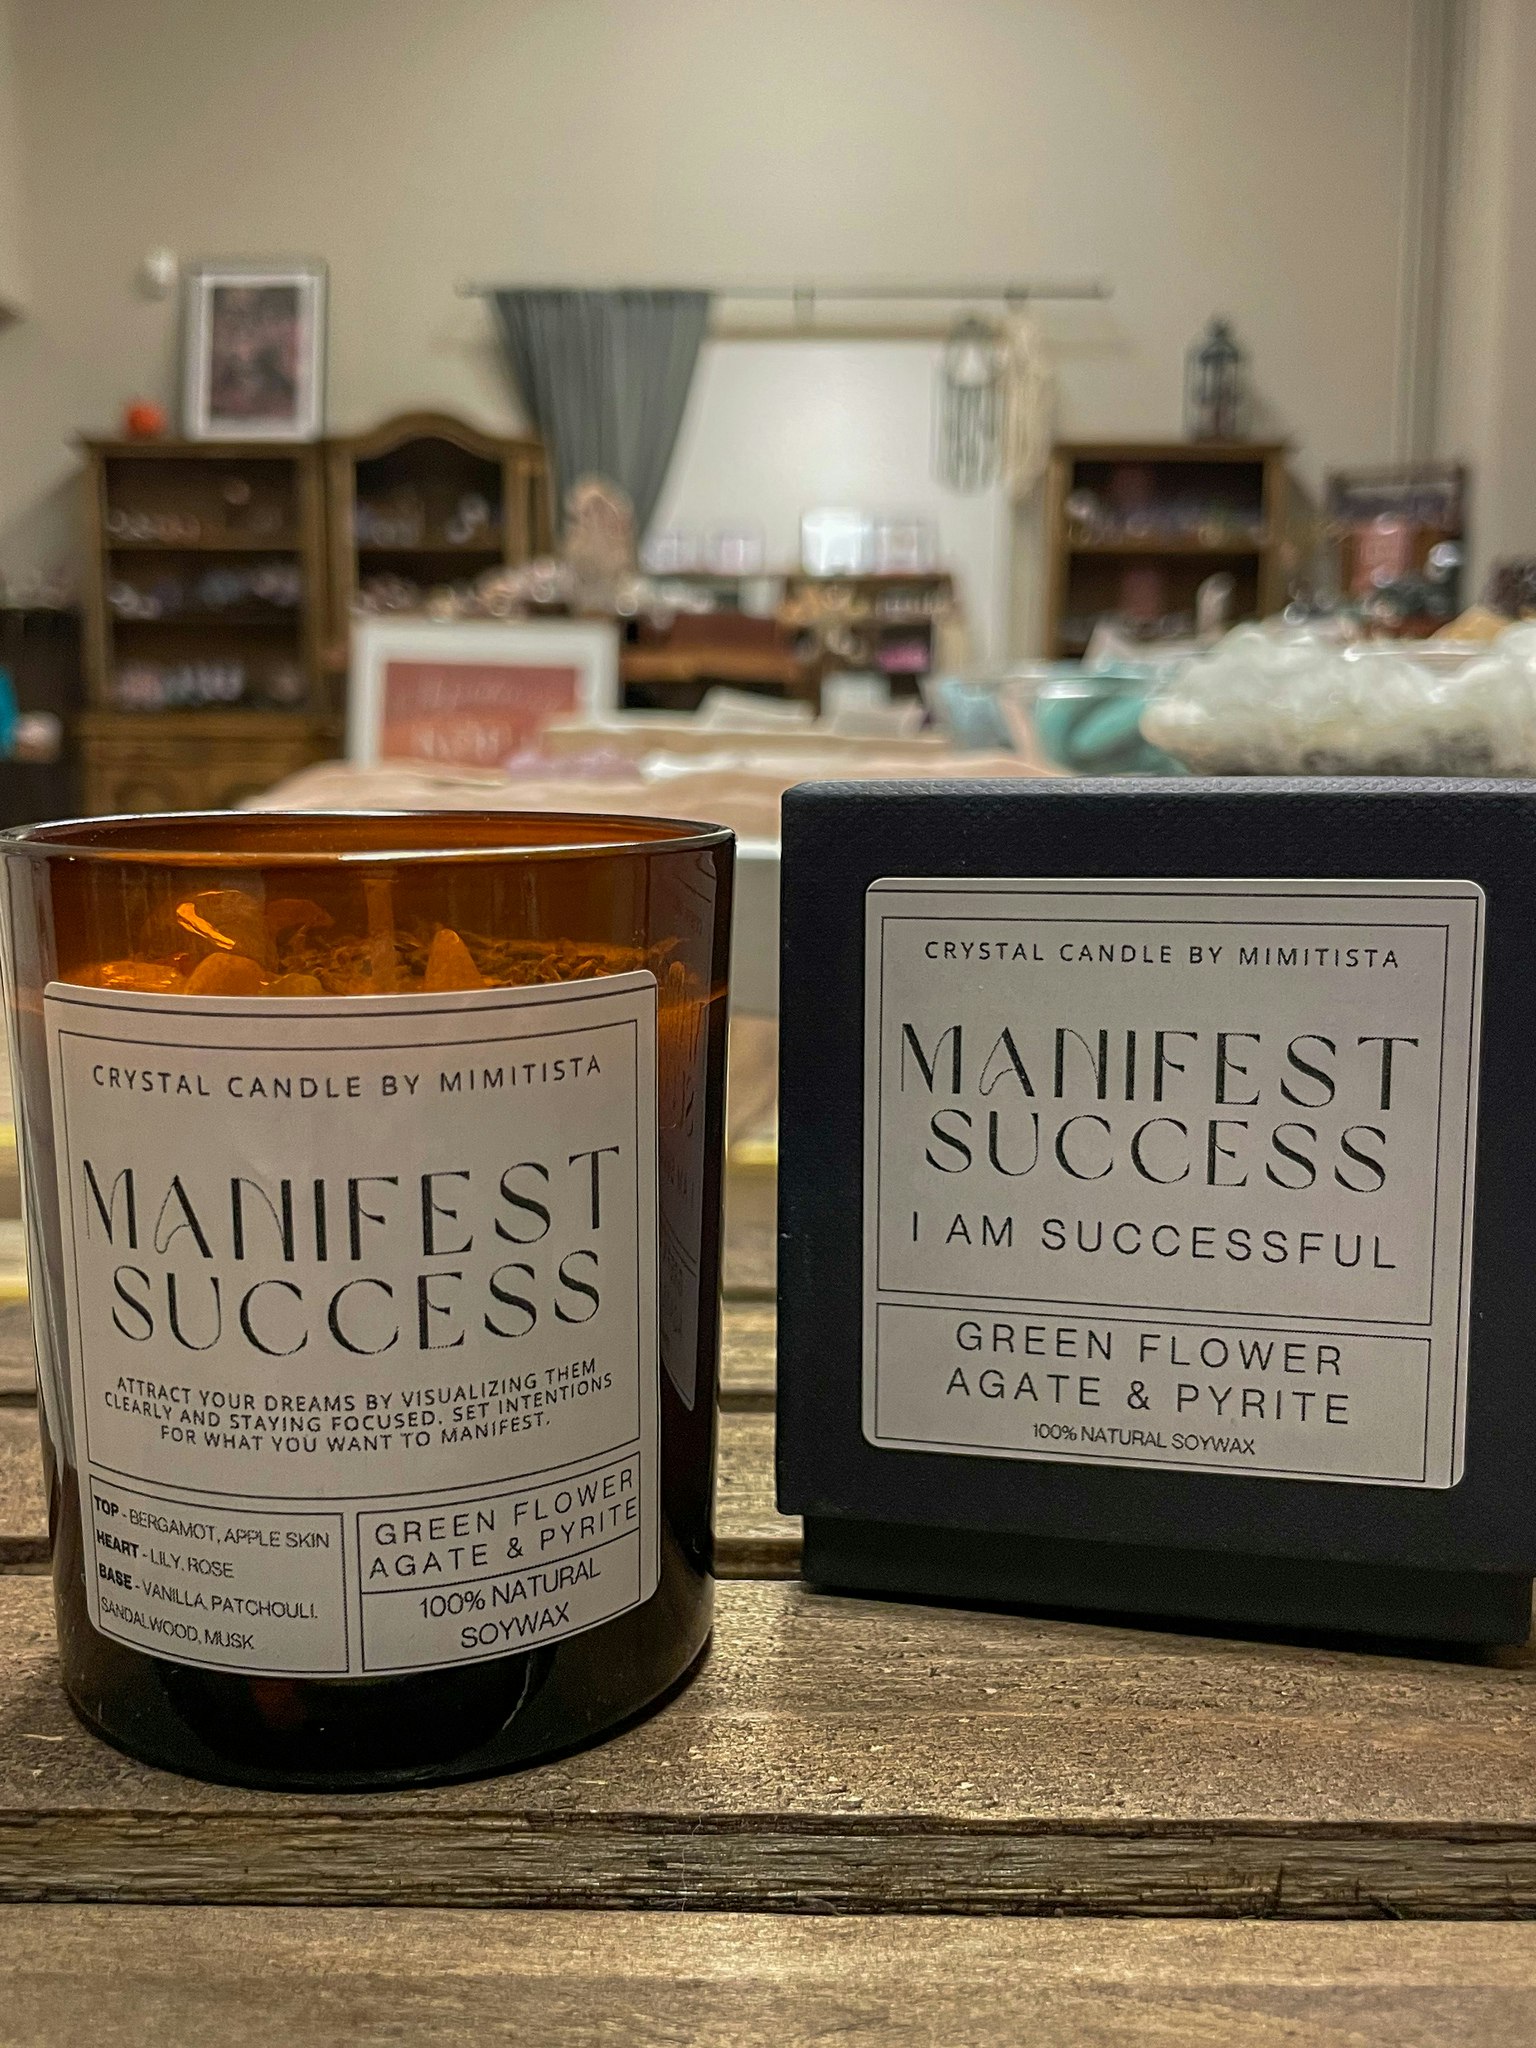 CRYSTAL CANDLE BY MIMITISTA
MANIFEST
SUCCESS
ATTRACT YOUR DREAMS BY VISUALIZING THEM
CLEARLY AND STAYING FOCUSED. SET INTENTIONS
FOR WHAT YOU WANT TO MANIFEST.
TOP - BERGAMOT, APPLE SKIN
HEART - LILY, ROSE
BASE - VANILLA, PATCHOULI,
SANDALWOOD, MUSK
GREEN FLOWER
AGATE & PYRITE
100% NATURAL
SOYWAX
CRYSTAL CANDLE BY MIMITISTA
MANIFEST
SUCCESS
I AM SUCCESSFUL
GREEN FLOWER
AGATE & PYRITE
100% NATURAL SOYWAX